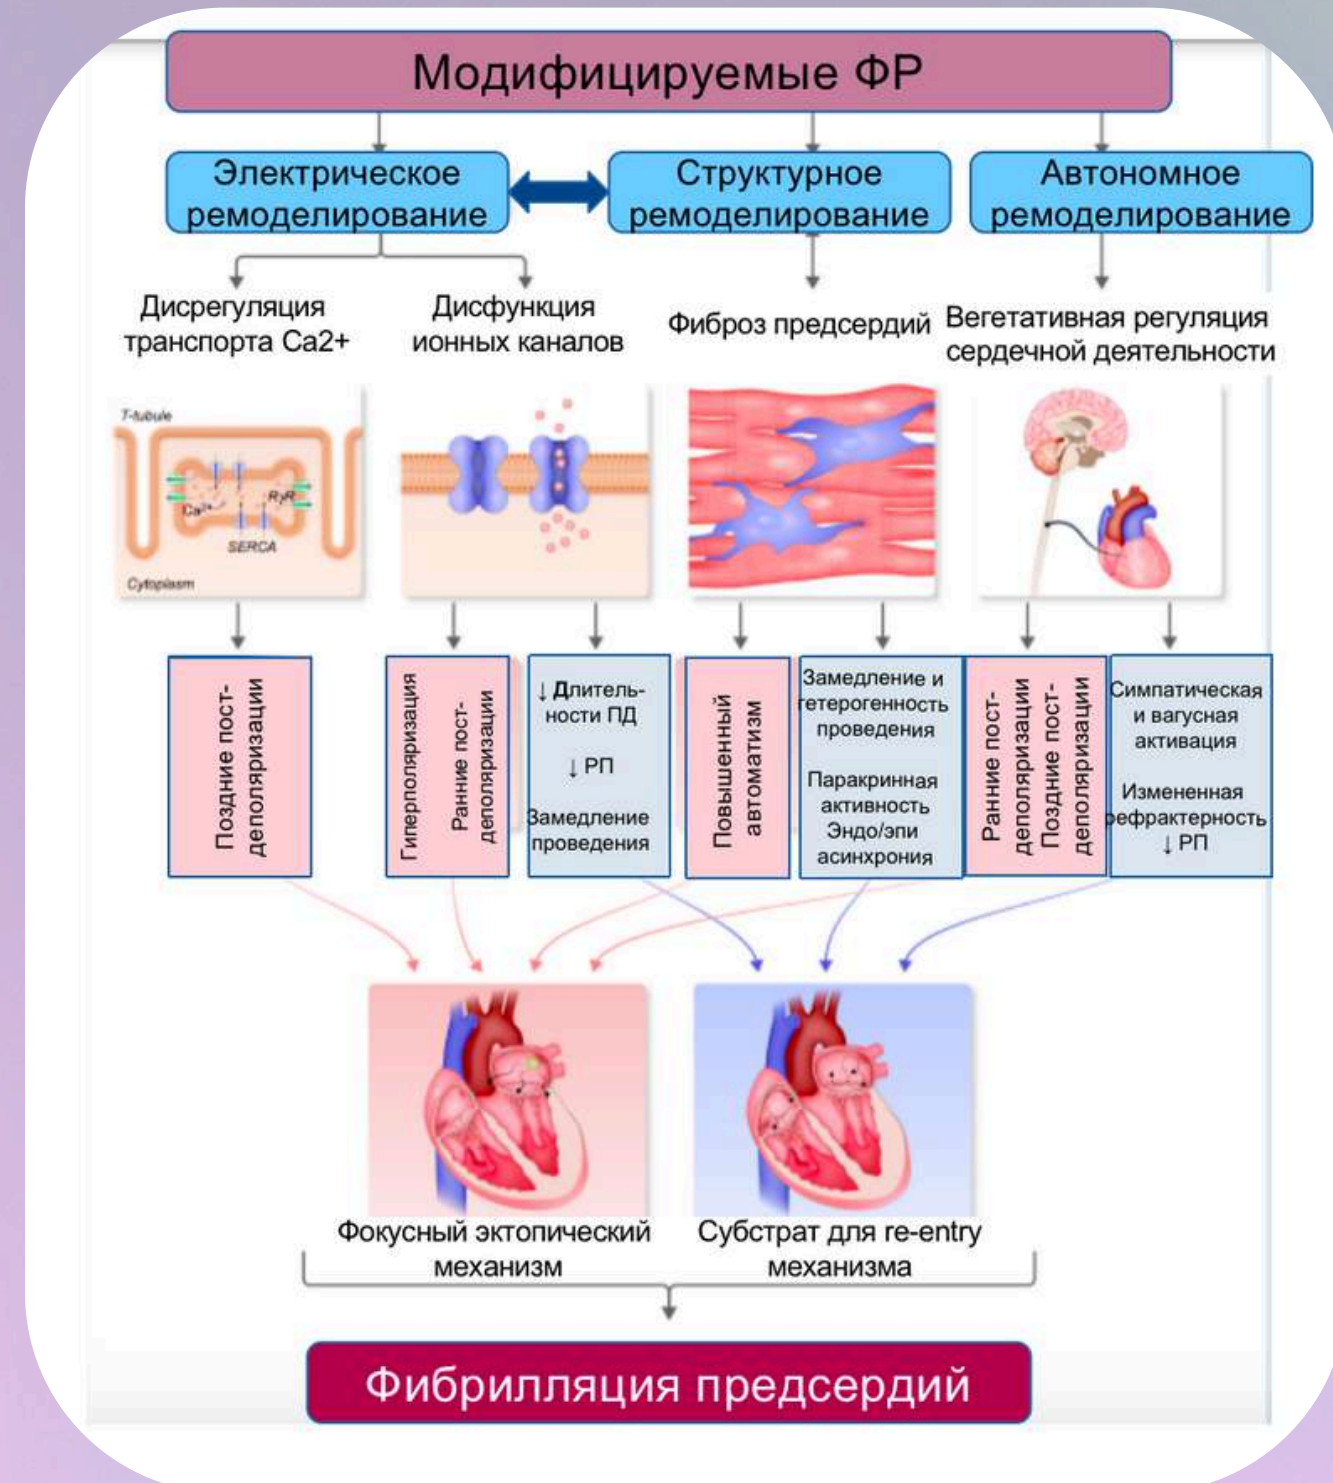 Модифицируемые ФР
Электрическое
ремоделирование
Структурное
ремоделирование
Автономное
ремоделирование
Дисрегуляция
транспорта Ca2+
Дисфункция
ионных каналов
Фиброз предсердий
Вегетативная регуляция
сердечной деятельности
T-tubule
Ca²⁺
RyR
SERCA
Cytoplasm
Поздние пост-
деполяризации
Гиперполяризация
Ранние пост-
деполяризации
↓ Длитель-
ности ПД
↓ РП
Замедление
проведения
Повышенный
автоматизм
Замедление и
гетерогенность
проведения
Паракринная
активность
Эндо/эпи
асинхрония
Ранние пост-
деполяризации
Поздние пост-
деполяризации
Симпатическая
и вагусная
активация
Измененная
рефрактерность
↓ РП
Фокусный эктопический
механизм
Субстрат для re-entry
механизма
Фибрилляция предсердий